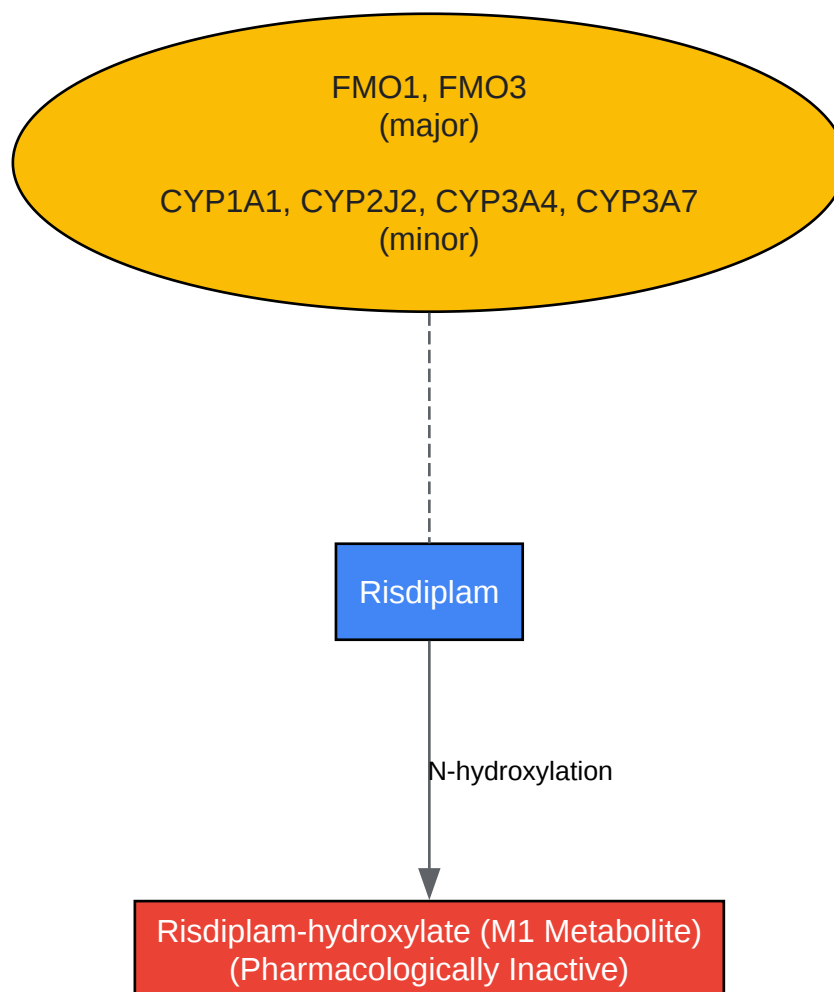 FMO1, FMO3
(major)
CYP1A1, CYP2J2, CYP3A4, CYP3A7
(minor)
Risdiplam
N-hydroxylation
Risdiplam-hydroxylate (M1 Metabolite)
(Pharmacologically Inactive)